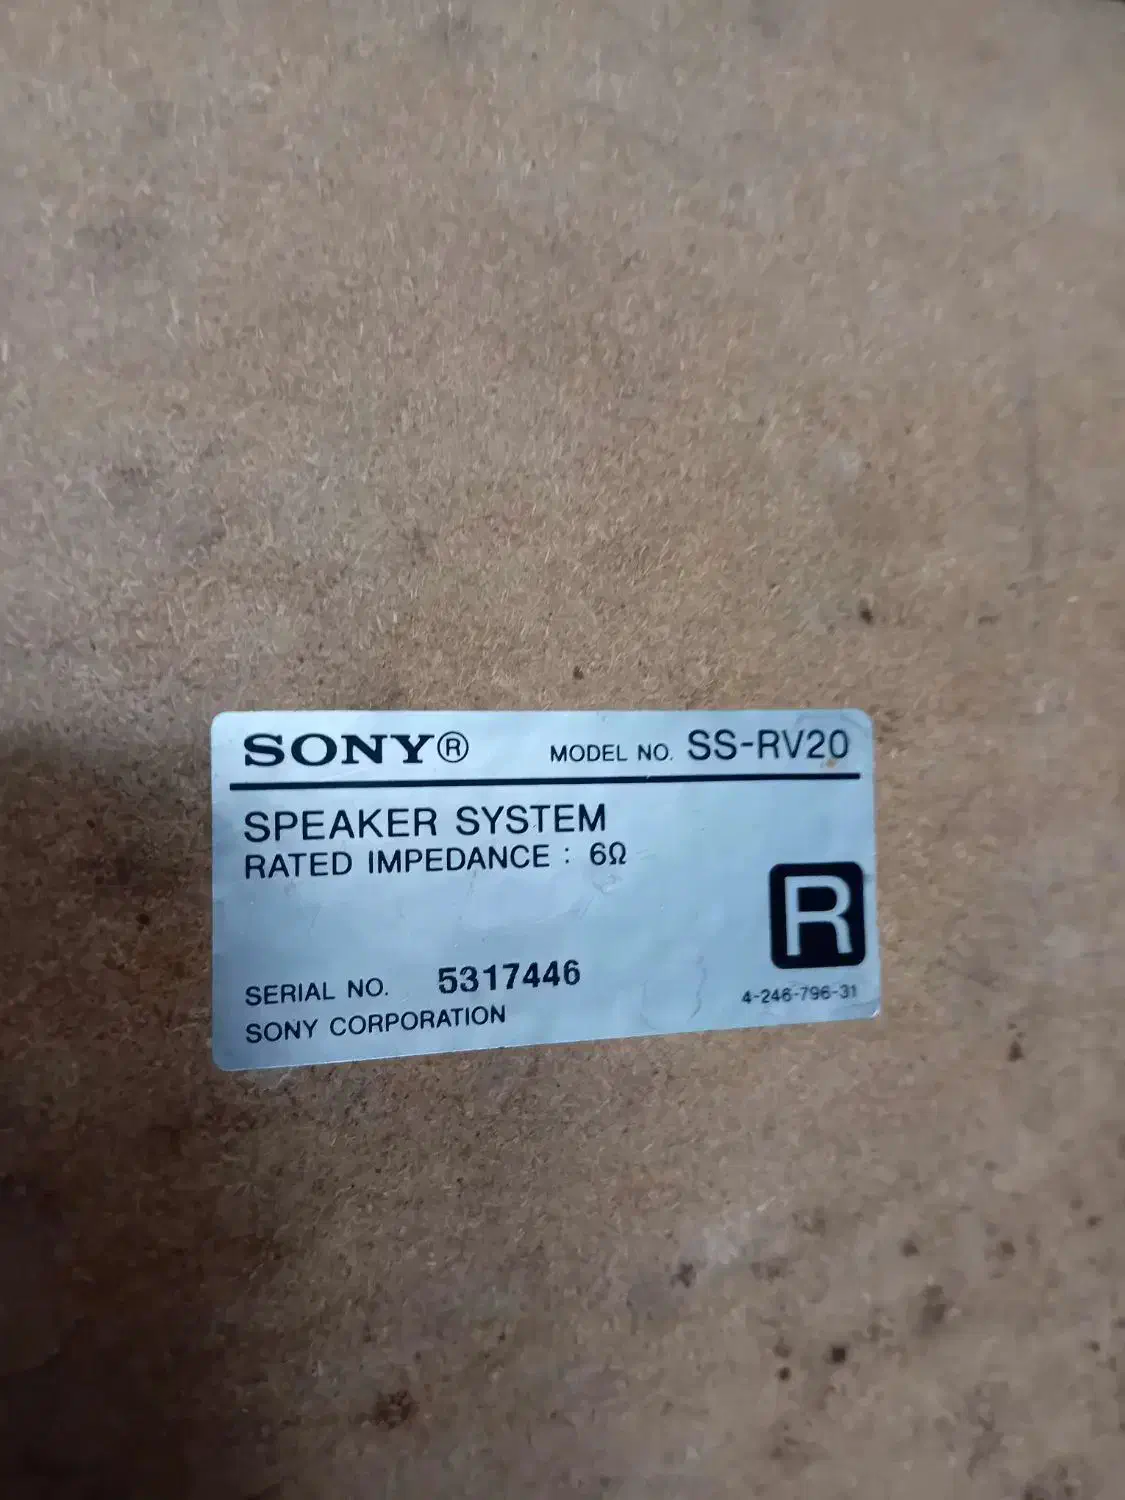 SONY® MODEL NO. SS-RV20
SPEAKER SYSTEM
RATED IMPEDANCE : 6Ω
R
SERIAL NO. 5317446
4-246-796-31
SONY CORPORATION